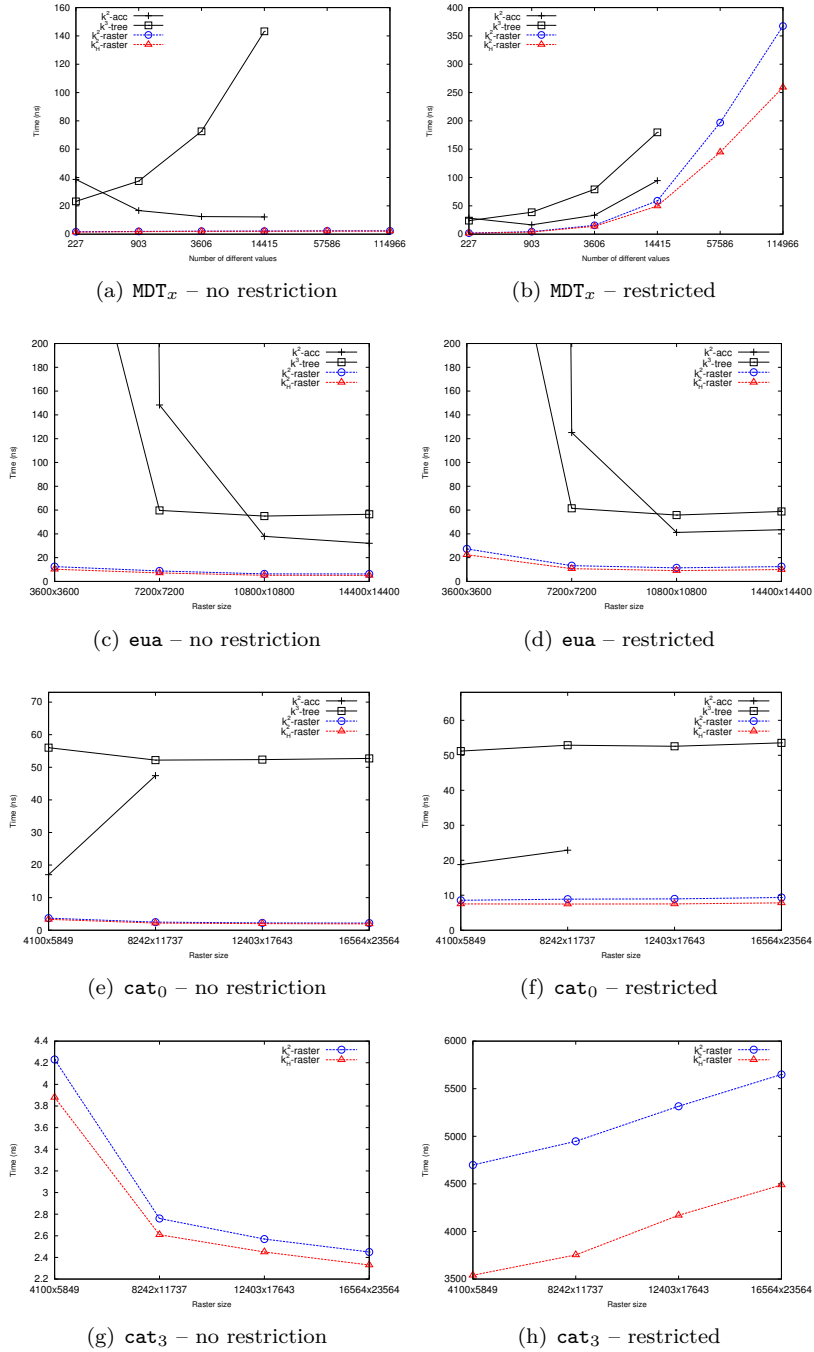 160
140
120
100
80
60
40
20
0
Time (ns)
227
903
3606
14415
57586
114966
Number of different values
k²-acc
k³-tree
k²-raster
k²H-raster
(a) MDTx – no restriction
400
350
300
250
200
150
100
50
0
Time (ns)
227
903
3606
14415
57586
114966
Number of different values
k²-acc
k³-tree
k²-raster
k²H-raster
(b) MDTx – restricted
200
180
160
140
120
100
80
60
40
20
0
Time (ns)
3600x3600
7200x7200
10800x10800
14400x14400
Raster size
k²-acc
k³-tree
k²-raster
k²H-raster
(c) eua – no restriction
200
180
160
140
120
100
80
60
40
20
0
Time (ns)
3600x3600
7200x7200
10800x10800
14400x14400
Raster size
k²-acc
k³-tree
k²-raster
k²H-raster
(d) eua – restricted
70
60
50
40
30
20
10
0
Time (ns)
4100x5849
8242x11737
12403x17643
16564x23564
Raster size
k²-acc
k³-tree
k²-raster
k²H-raster
(e) cat₀ – no restriction
60
50
40
30
20
10
0
Time (ns)
4100x5849
8242x11737
12403x17643
16564x23564
Raster size
k²-acc
k³-tree
k²-raster
k²H-raster
(f) cat₀ – restricted
4.4
4.2
4
3.8
3.6
3.4
3.2
3
2.8
2.6
2.4
2.2
Time (ns)
4100x5849
8242x11737
12403x17643
16564x23564
Raster size
k²-raster
k²H-raster
(g) cat₃ – no restriction
6000
5500
5000
4500
4000
3500
Time (ns)
4100x5849
8242x11737
12403x17643
16564x23564
Raster size
k²-raster
k²H-raster
(h) cat₃ – restricted